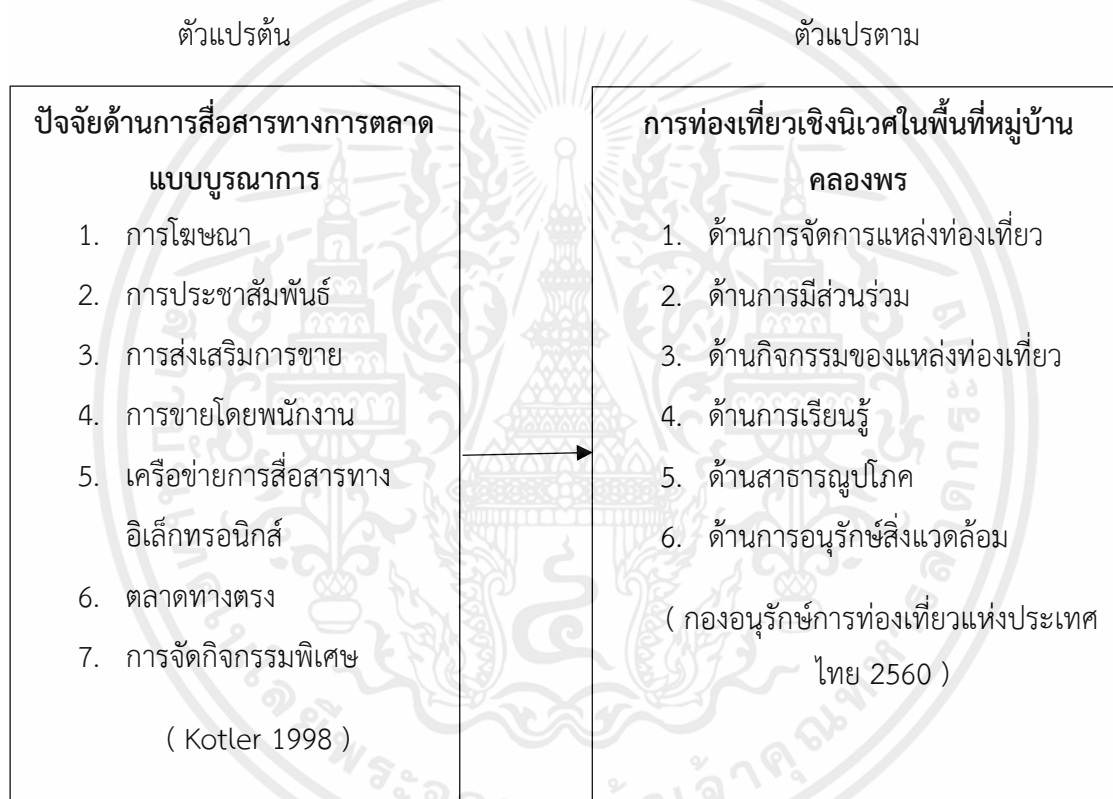 ตัวแปรต้น
ตัวแปรตาม
ปัจจัยด้านการสื่อสารทางการตลาด
แบบบูรณาการ
1. การโฆษณา
2. การประชาสัมพันธ์
3. การส่งเสริมการขาย
4. การขายโดยพนักงาน
5. เครือข่ายการสื่อสารทาง
อิเล็กทรอนิกส์
6. ตลาดทางตรง
7. การจัดกิจกรรมพิเศษ
( Kotler 1998 )
การท่องเที่ยวเชิงนิเวศในพื้นที่หมู่บ้าน
คลองพร
1. ด้านการจัดการแหล่งท่องเที่ยว
2. ด้านการมีส่วนร่วม
3. ด้านกิจกรรมของแหล่งท่องเที่ยว
4. ด้านการเรียนรู้
5. ด้านสาธารณูปโภค
6. ด้านการอนุรักษ์สิ่งแวดล้อม
( กองอนุรักษ์การท่องเที่ยวแห่งประเทศ
ไทย 2560 )